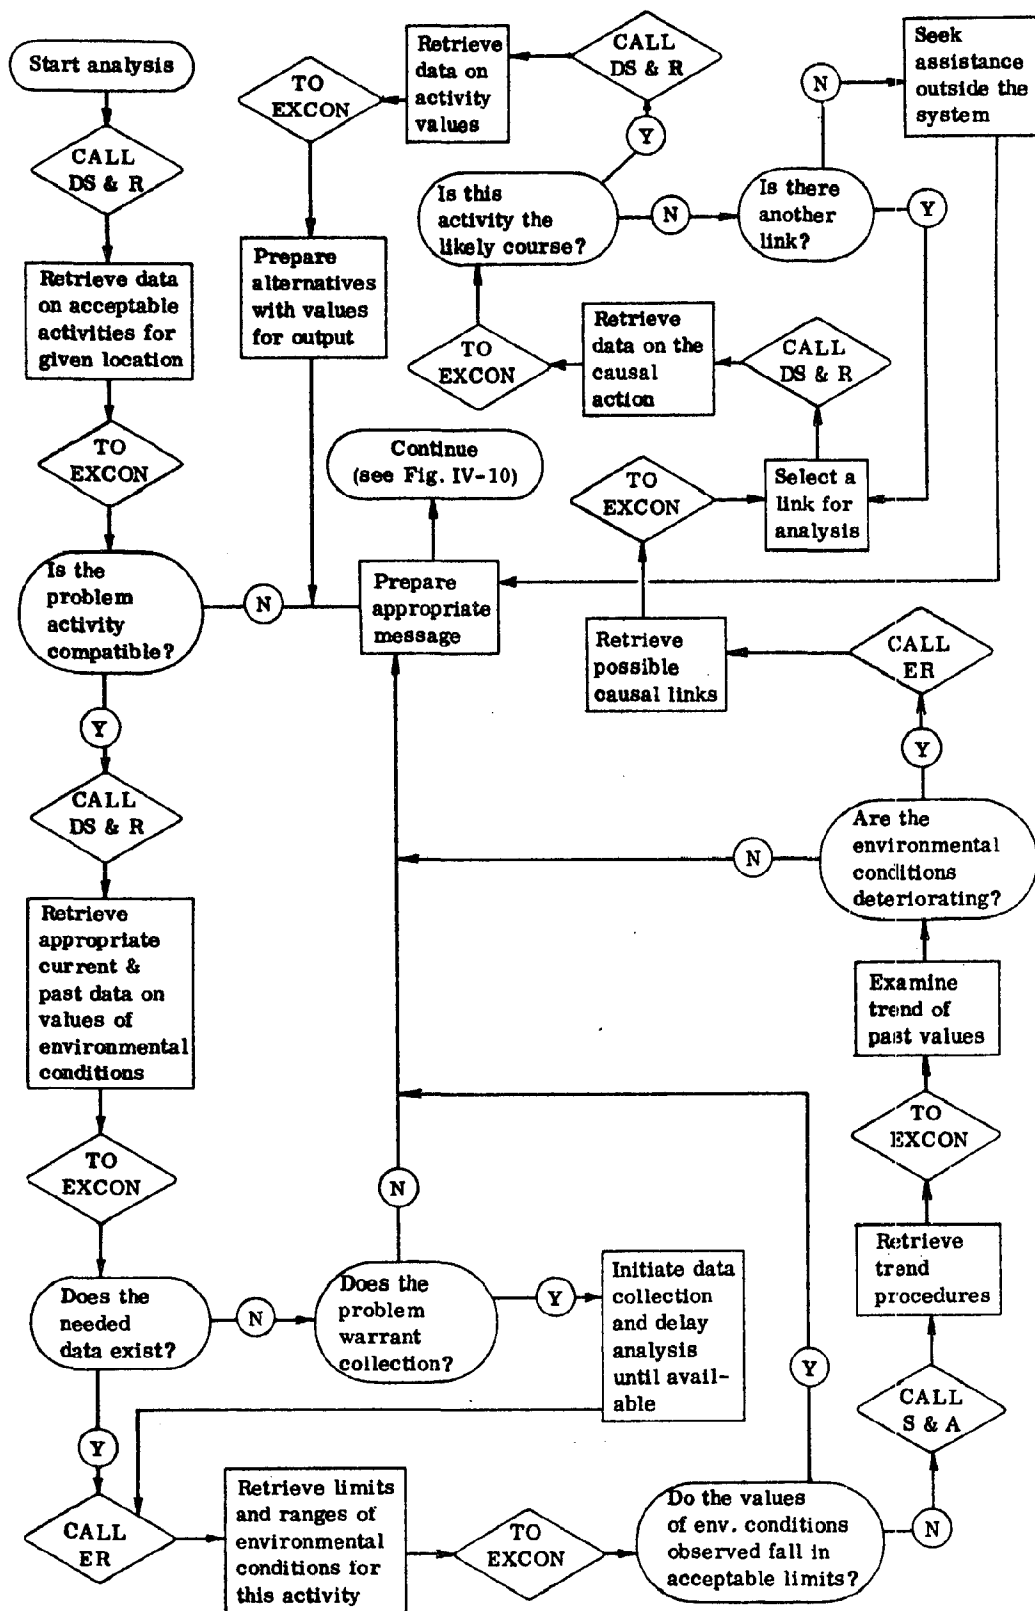 Start analysis
CALL
DS & R
Retrieve data
on acceptable
activities for
given location
TO
EXCON
Is the
problem
activity
compatible?
N
Y
CALL
DS & R
Retrieve
appropriate
current &
past data on
values of
environmental
conditions
TO
EXCON
Does the
needed
data exist?
N
Y
CALL
ER
Does the
problem
warrant
collection?
N
Y
Initiate data
collection
and delay
analysis
until avail-
able
Retrieve limits
and ranges of
environmental
conditions for
this activity
TO
EXCON
Do the values
of env. conditions
observed fall in
acceptable limits?
Y
N
CALL
S & A
Retrieve
trend
procedures
TO
EXCON
Examine
trend of
past values
Are the
environmental
conditions
deteriorating?
N
Y
CALL
ER
Retrieve
possible
causal links
TO
EXCON
Select a
link for
analysis
CALL
DS & R
Retrieve
data on the
causal
action
TO
EXCON
Is this
activity the
likely course?
Y
N
Is there
another
link?
Y
N
Seek
assistance
outside the
system
CALL
DS & R
Retrieve
data on
activity
values
TO
EXCON
Prepare
alternatives
with values
for output
Prepare
appropriate
message
Continue
(see Fig. IV-10)